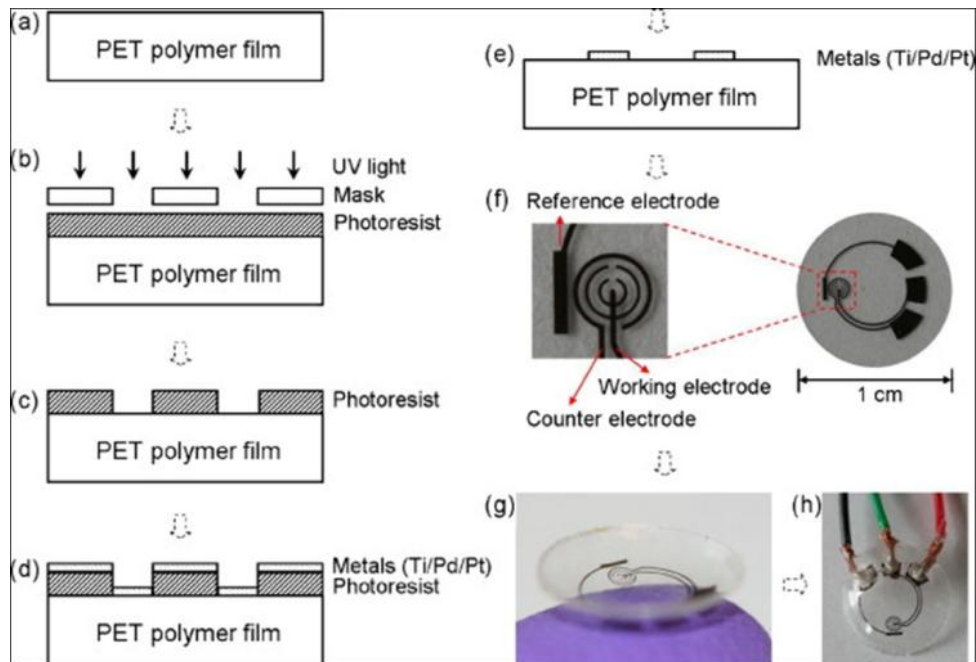 (a)
PET polymer film
(b)
UV light
Mask
Photoresist
PET polymer film
(c)
Photoresist
PET polymer film
(d)
Metals (Ti/Pd/Pt)
Photoresist
PET polymer film
(e)
Metals (Ti/Pd/Pt)
PET polymer film
(f)
Reference electrode
Working electrode
Counter electrode
1 cm
(g)
(h)